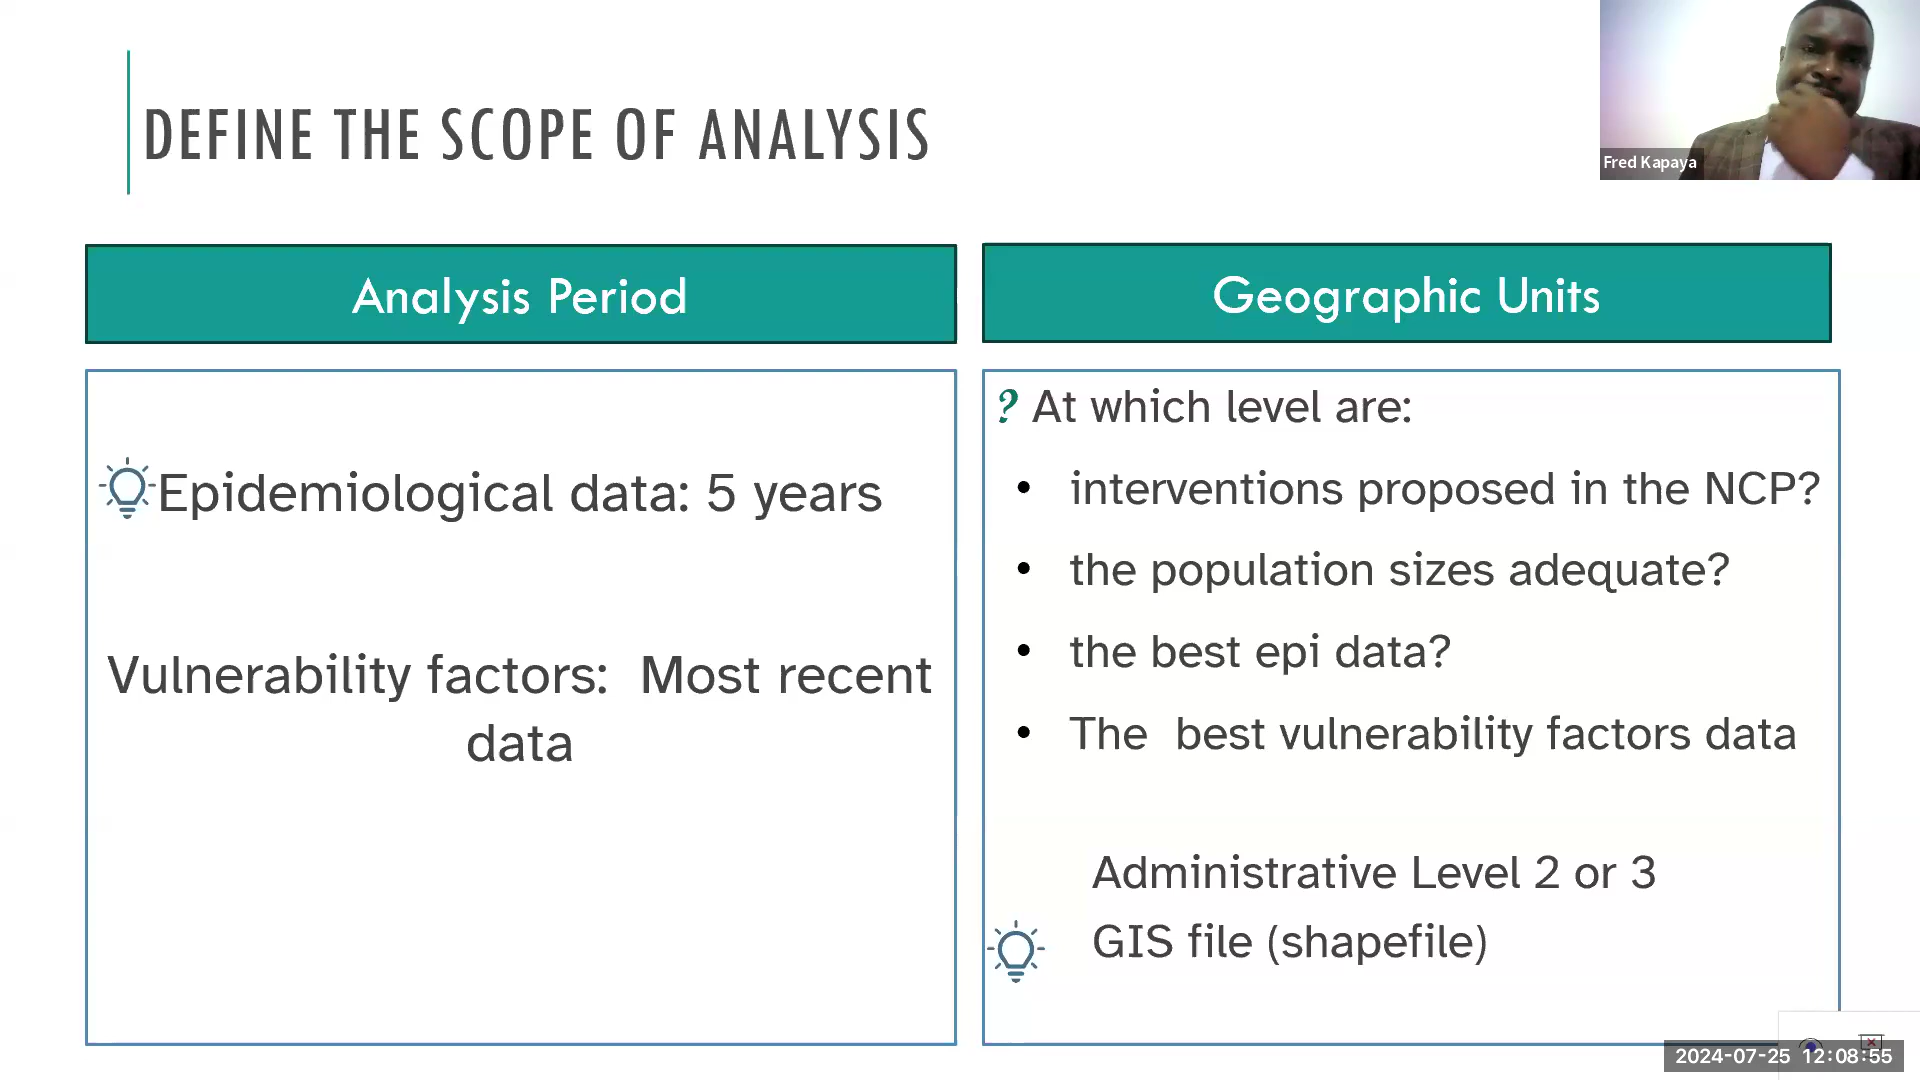 DEFINE THE SCOPE OF ANALYSIS
Fred Kapaya
Analysis Period
Epidemiological data: 5 years
Vulnerability factors:  Most recent
data
Geographic Units
? At which level are:
• interventions proposed in the NCP?
• the population sizes adequate?
• the best epi data?
• The  best vulnerability factors data
Administrative Level 2 or 3
GIS file (shapefile)
2024-07-25 12:08:55